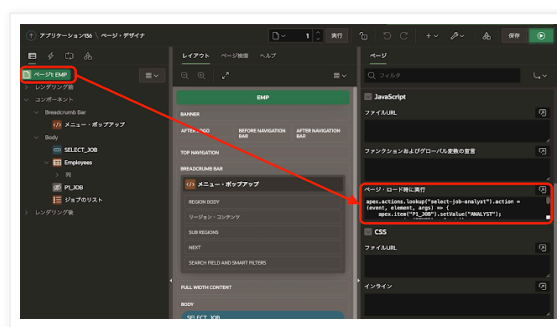 アプリケーション136 \ ページ・デザイナ
1
実行
保存
ページ1: EMP
レンダリング前
コンポーネント
Breadcrumb Bar
メニュー・ポップアップ
Body
SELECT_JOB
Employees
列
P1_JOB
ジョブのリスト
レンダリング後
レイアウト
ページ検索
ヘルプ
EMP
BANNER
AFTER LOGO
BEFORE NAVIGATION BAR
AFTER NAVIGATION BAR
TOP NAVIGATION
BREADCRUMB BAR
メニュー・ポップアップ
REGION BODY
リージョン・コンテンツ
SUB REGIONS
NEXT
SEARCH FIELD AND SMART FILTERS
FULL WIDTH CONTENT
BODY
SELECT_JOB
ページ
フィルタ
JavaScript
ファイルURL
ファンクションおよびグローバル変数の宣言
ページ・ロード時に実行
apex.actions.lookup("select-job-analyst").action =
(event, element, args) => {
apex.item("P1_JOB").setValue("ANALYST");
CSS
ファイルURL
インライン